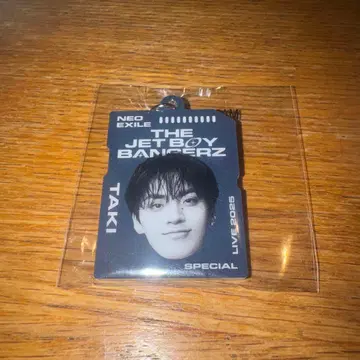 NEO
EXILE
THE
JET BOY
BANGERZ
TAKI
LIVE 2025
SPECIAL